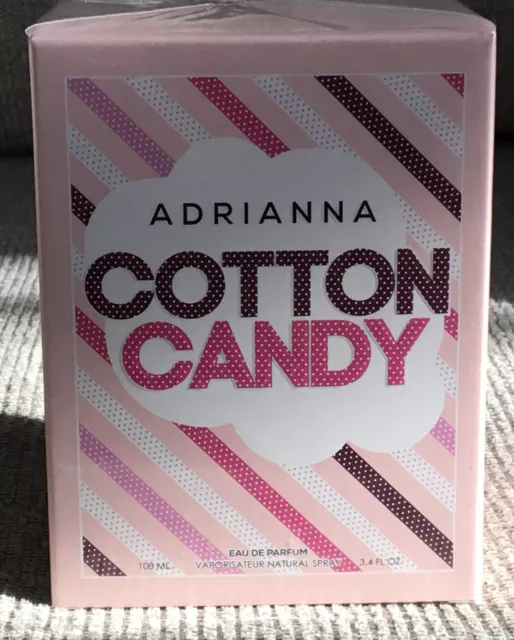 ADRIANNA
COTTON
CANDY
EAU DE PARFUM
100 ML VAPORISATEUR NATURAL SPRAY 3.4 FL.OZ